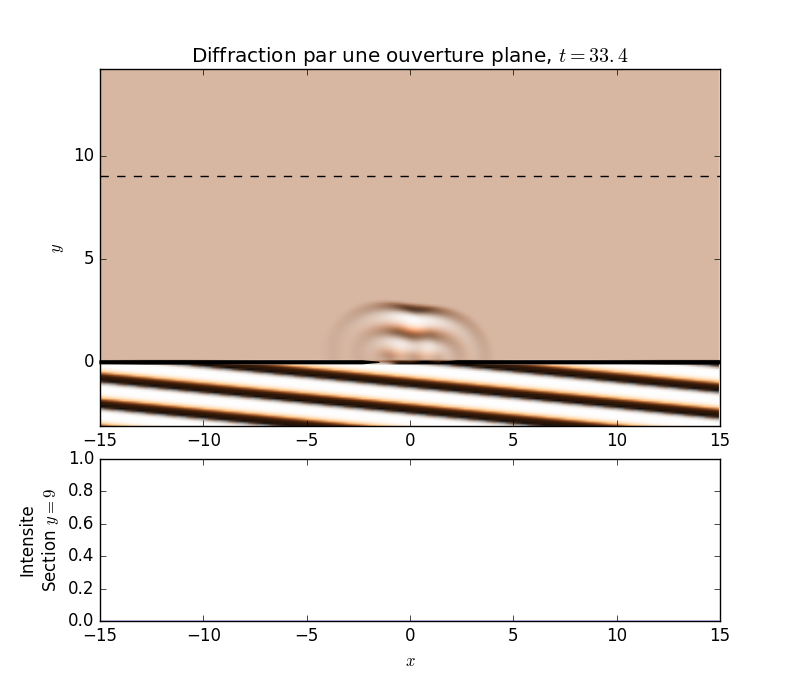 Diffraction par une ouverture plane, t = 33.4
10
5
0
y
−15 −10 −5 0 5 10 15
1.0
0.8
0.6
0.4
0.2
0.0
Intensite
Section y = 9
−15 −10 −5 0 5 10 15
x